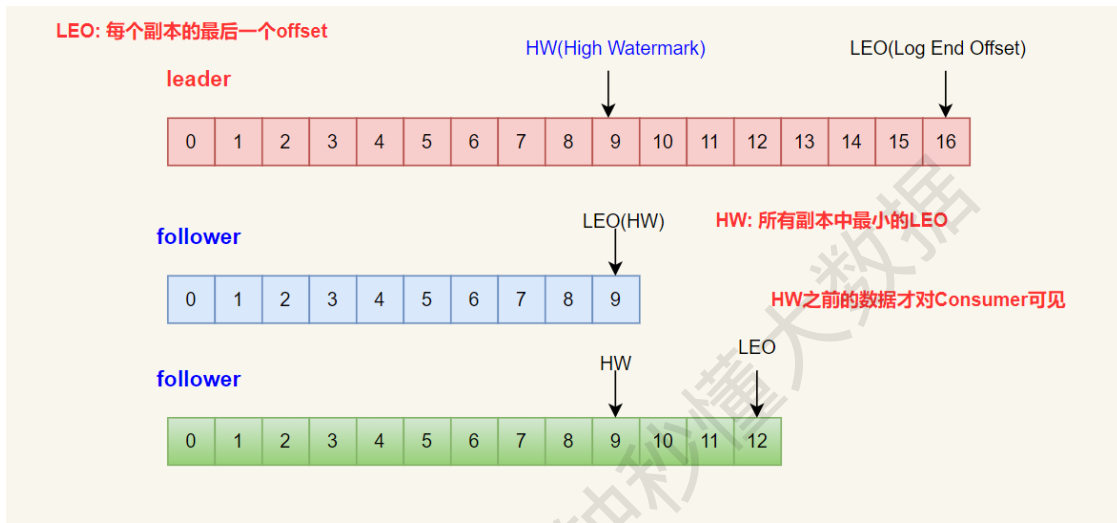 LEO: 每个副本的最后一个offset
HW(High Watermark)
LEO(Log End Offset)
leader
0 1 2 3 4 5 6 7 8 9 10 11 12 13 14 15 16
LEO(HW)
HW: 所有副本中最小的LEO
follower
0 1 2 3 4 5 6 7 8 9
HW之前的数据才对Consumer可见
LEO
HW
follower
0 1 2 3 4 5 6 7 8 9 10 11 12
秒懂大数据